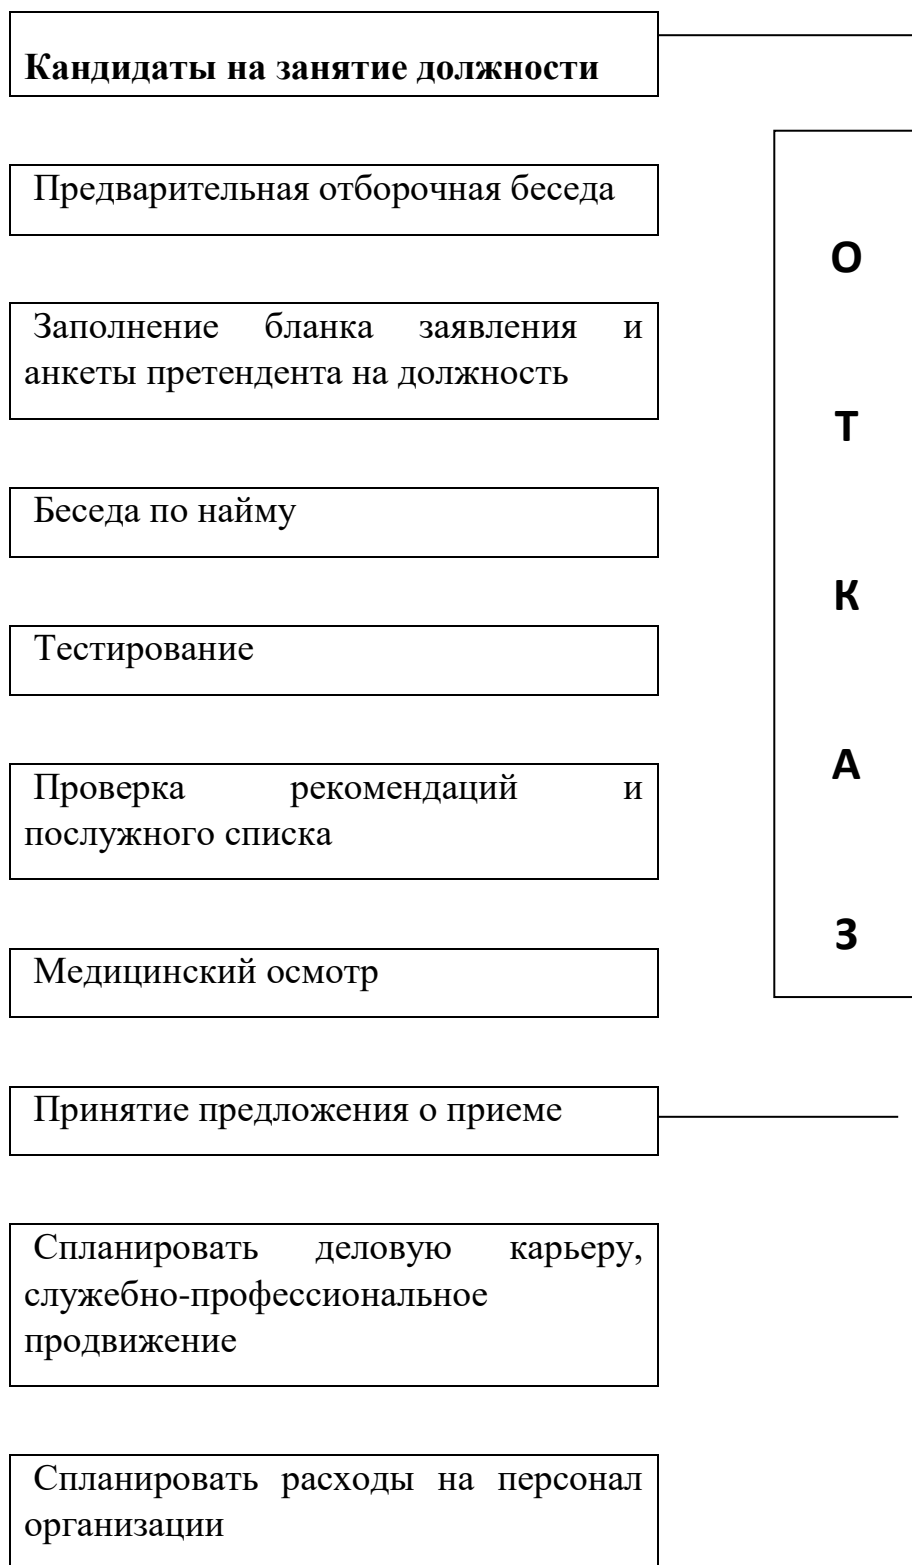 Кандидаты на занятие должности
Предварительная отборочная беседа
Заполнение бланка заявления и
анкеты претендента на должность
Беседа по найму
Тестирование
Проверка рекомендаций и
послужного списка
Медицинский осмотр
Принятие предложения о приеме
Спланировать деловую карьеру,
служебно-профессиональное
продвижение
Спланировать расходы на персонал
организации
О
Т
К
А
З